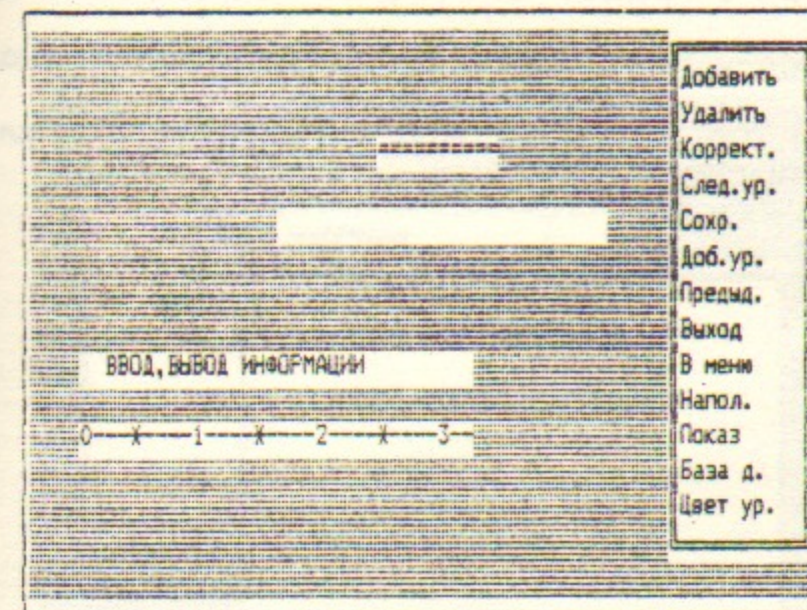 Добавить
Удалить
==========
Коррект.
След.ур.
Сохр.
Доб.ур.
Предыд.
Выход
ВВОД,ВЫВОД ИНФОРМАЦИИ
В меню
Напол.
0---X----1----X----2----X----3--
Показ
База д.
Цвет ур.